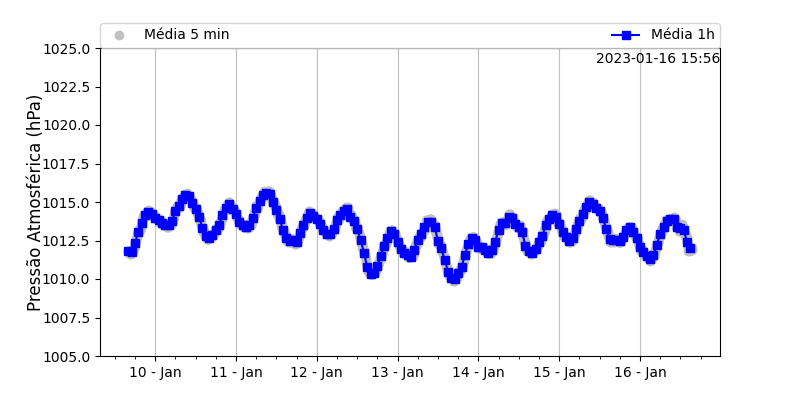 Média 5 min
Média 1h
2023-01-16 15:56
Pressão Atmosférica (hPa)
1025.0
1022.5
1020.0
1017.5
1015.0
1012.5
1010.0
1007.5
1005.0
10 - Jan
11 - Jan
12 - Jan
13 - Jan
14 - Jan
15 - Jan
16 - Jan